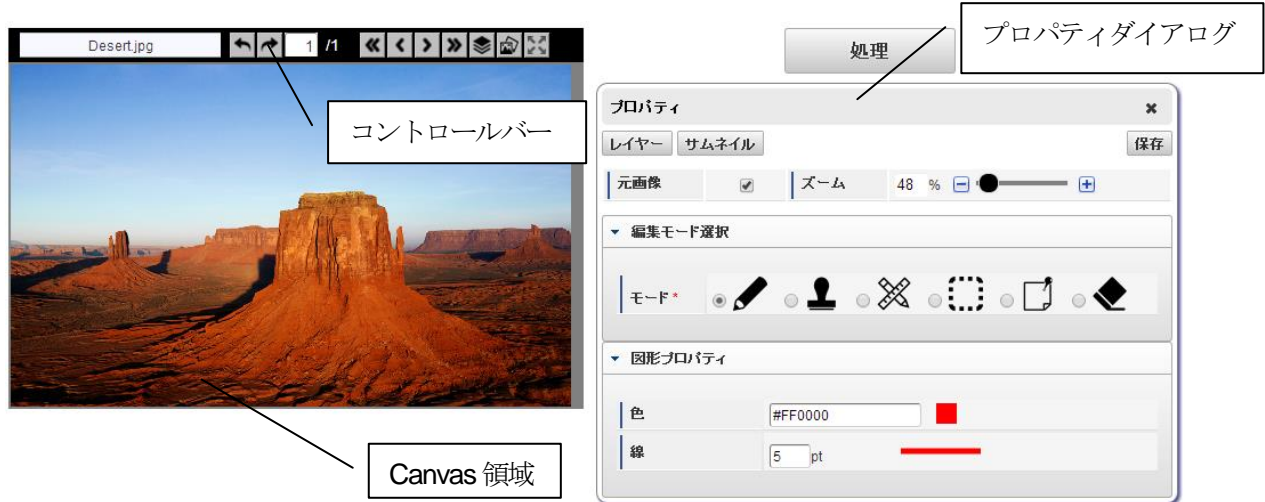 Desert.jpg 1 /1
コントロールバー
Canvas 領域
処理
プロパティダイアログ
プロパティ
レイヤー サムネイル 保存
元画像 ズーム 48 %
編集モード選択
モード*
図形プロパティ
色 #FF0000
線 5 pt